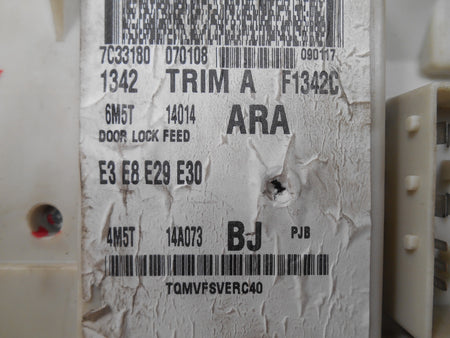 7C33180 070108 090117
1342 TRIM A F1342C
6M5T 14014 ARA
DOOR LOCK FEED
E3 E8 E29 E30
4M5T 14A073 BJ PJB
TQMVFSVERC40